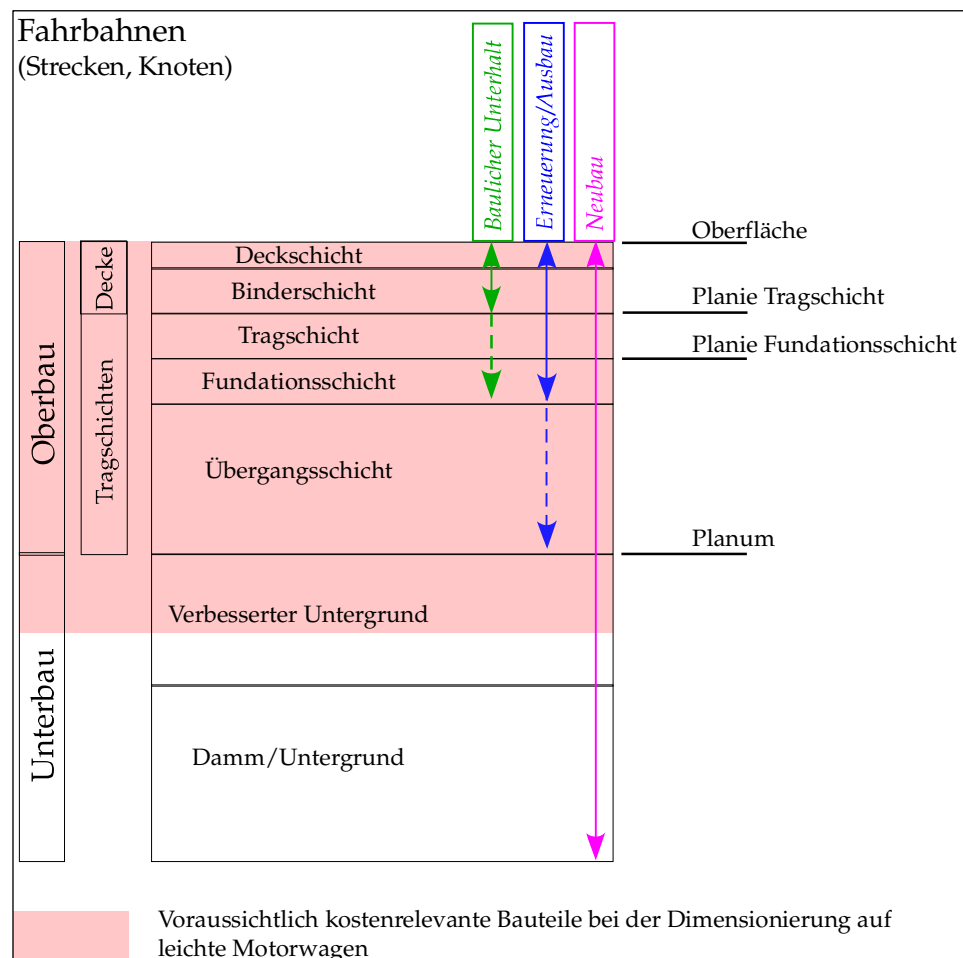 Fahrbahnen
(Strecken, Knoten)
Baulicher Unterhalt
Erneuerung/Ausbau
Neubau
Oberfläche
Decke
Deckschicht
Binderschicht
Planie Tragschicht
Tragschicht
Planie Fundationsschicht
Fundationsschicht
Oberbau
Tragschichten
Übergangsschicht
Planum
Verbesserter Untergrund
Unterbau
Damm/Untergrund
Voraussichtlich kostenrelevante Bauteile bei der Dimensionierung auf
leichte Motorwagen